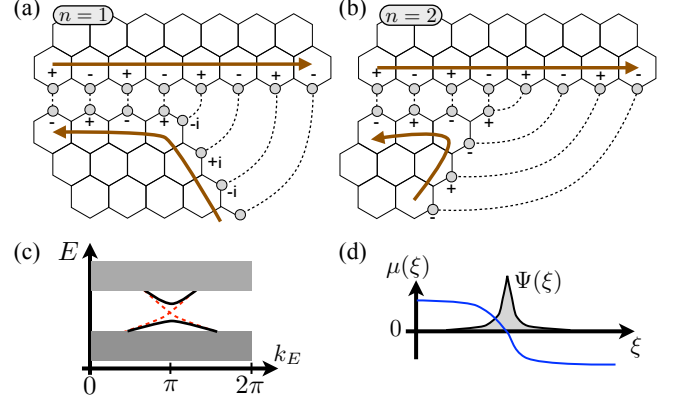 (a) n = 1
+ - + - + - + -
- + - + -i
+i
-i
(b) n = 2
+ - + - + - + -
- + - +
-
+
-
(c)
E
0 π 2π k_E
(d)
μ(ξ) Ψ(ξ)
0
ξ